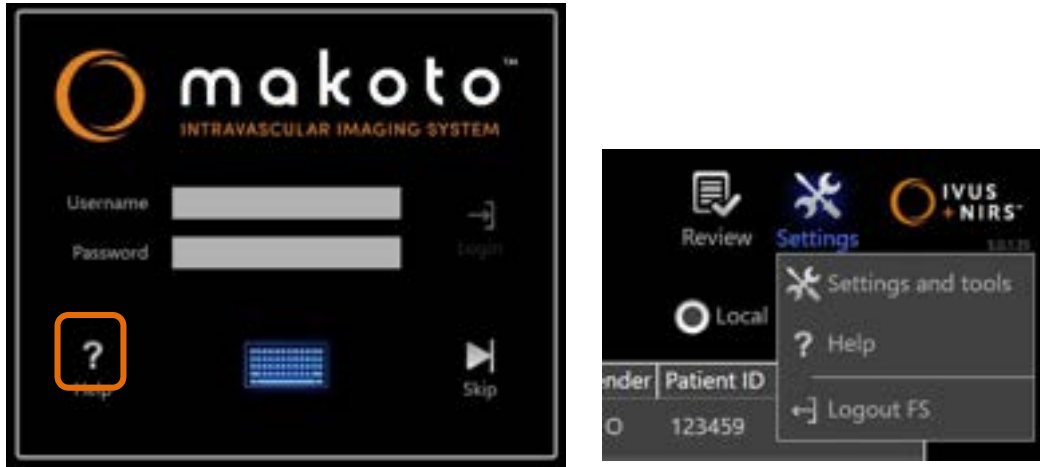 makoto™
INTRAVASCULAR IMAGING SYSTEM
Username
Login
Password
?
Help
Skip
Review
Settings
IVUS
+NIRS™
Settings and tools
Local
? Help
ender Patient ID
O 123459
Logout FS